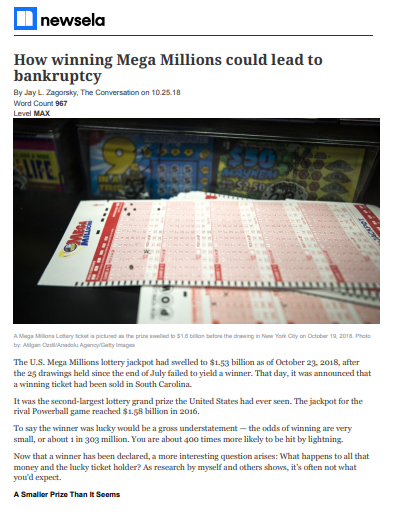 newsela
How winning Mega Millions could lead to
bankruptcy
By Jay L. Zagorsky, The Conversation on 10.25.18
Word Count 967
Level MAX
LIFE
9
$50
MEGA
MILLIONS
A Mega Millions Lottery ticket is pictured as the prize swelled to $1.6 billion before the drawing in New York City on October 19, 2018. Photo
by: Atilgan Ozdil/Anadolu Agency/Getty Images
The U.S. Mega Millions lottery jackpot had swelled to $1.53 billion as of October 23, 2018, after
the 25 drawings held since the end of July failed to yield a winner. That day, it was announced that
a winning ticket had been sold in South Carolina.
It was the second-largest lottery grand prize the United States had ever seen. The jackpot for the
rival Powerball game reached $1.58 billion in 2016.
To say the winner was lucky would be a gross understatement — the odds of winning are very
small, or about 1 in 303 million. You are about 400 times more likely to be hit by lightning.
Now that a winner has been declared, a more interesting question arises: What happens to all that
money and the lucky ticket holder? As research by myself and others shows, it's often not what
you'd expect.
A Smaller Prize Than It Seems